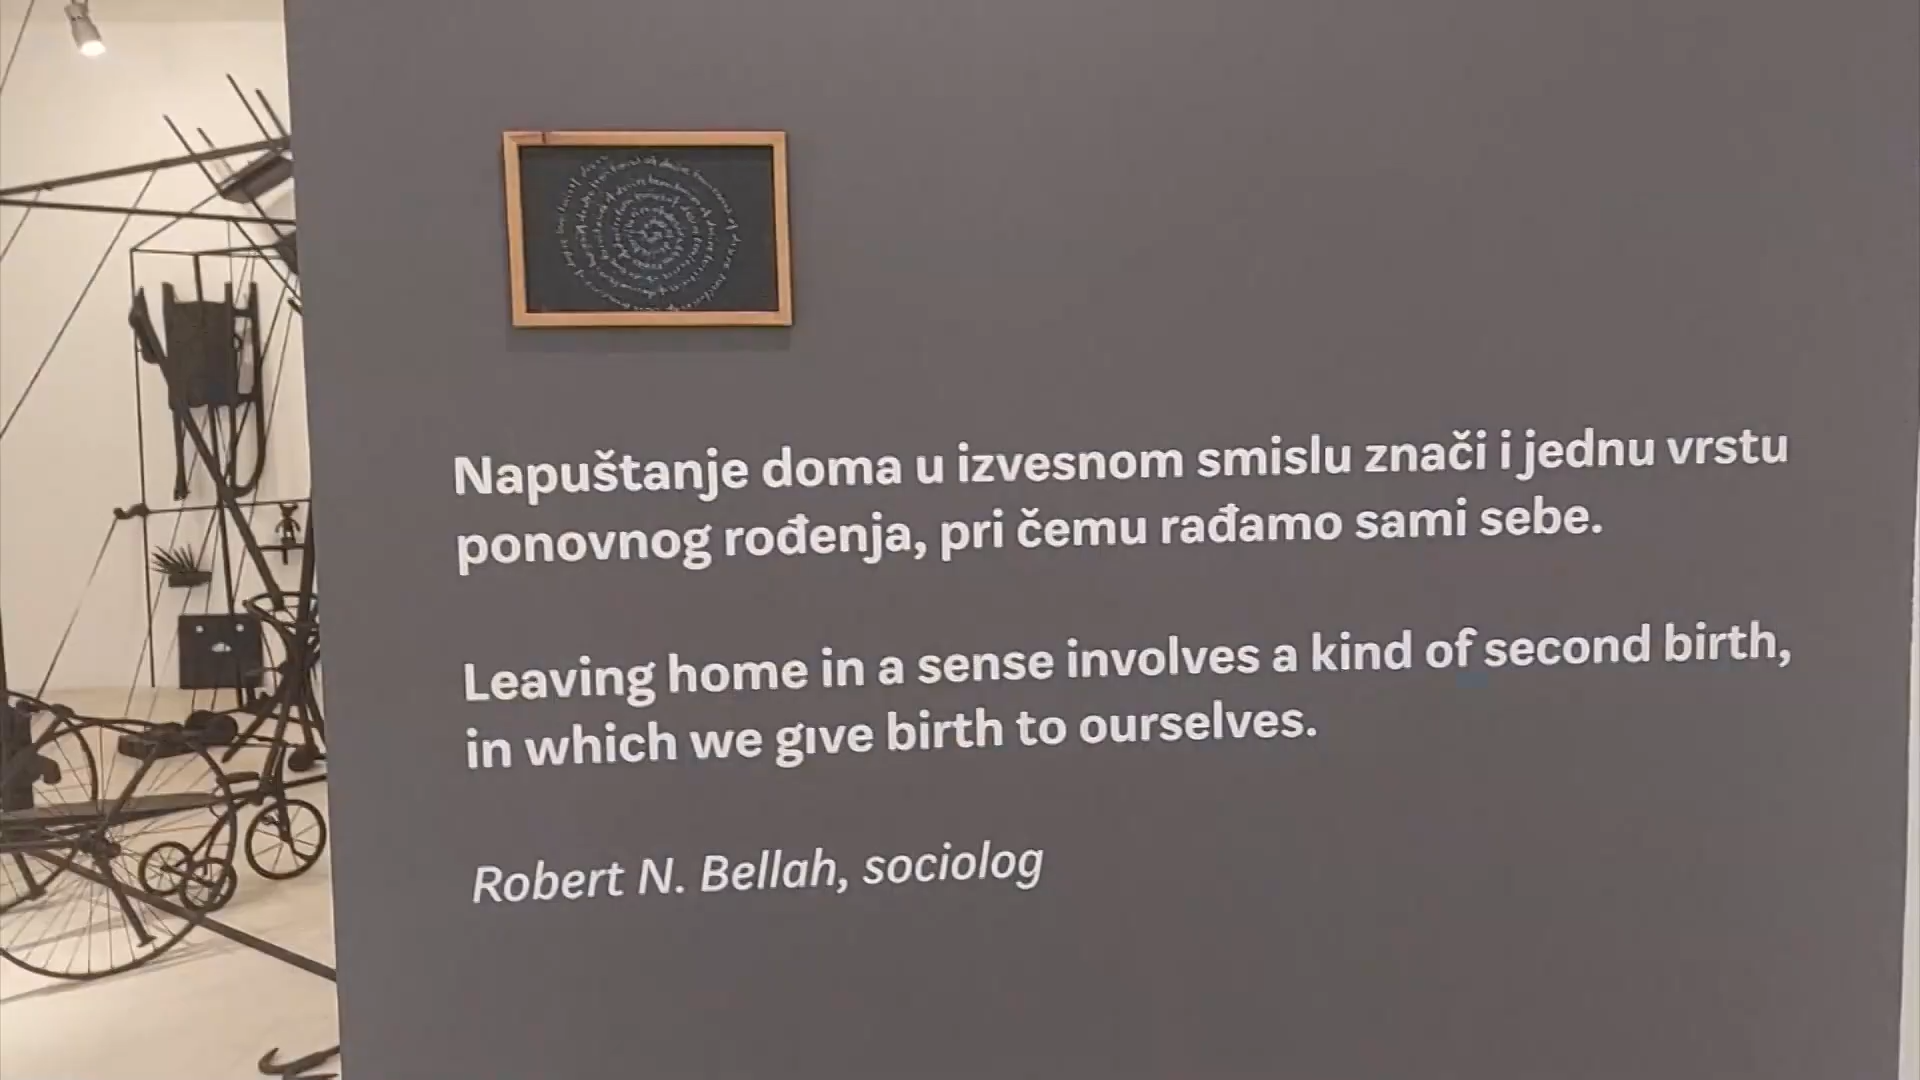 Napuštanje doma u izvesnom smislu znači i jednu vrstu
ponovnog rođenja, pri čemu rađamo sami sebe.
Leaving home in a sense involves a kind of second birth,
in which we give birth to ourselves.
Robert N. Bellah, sociolog